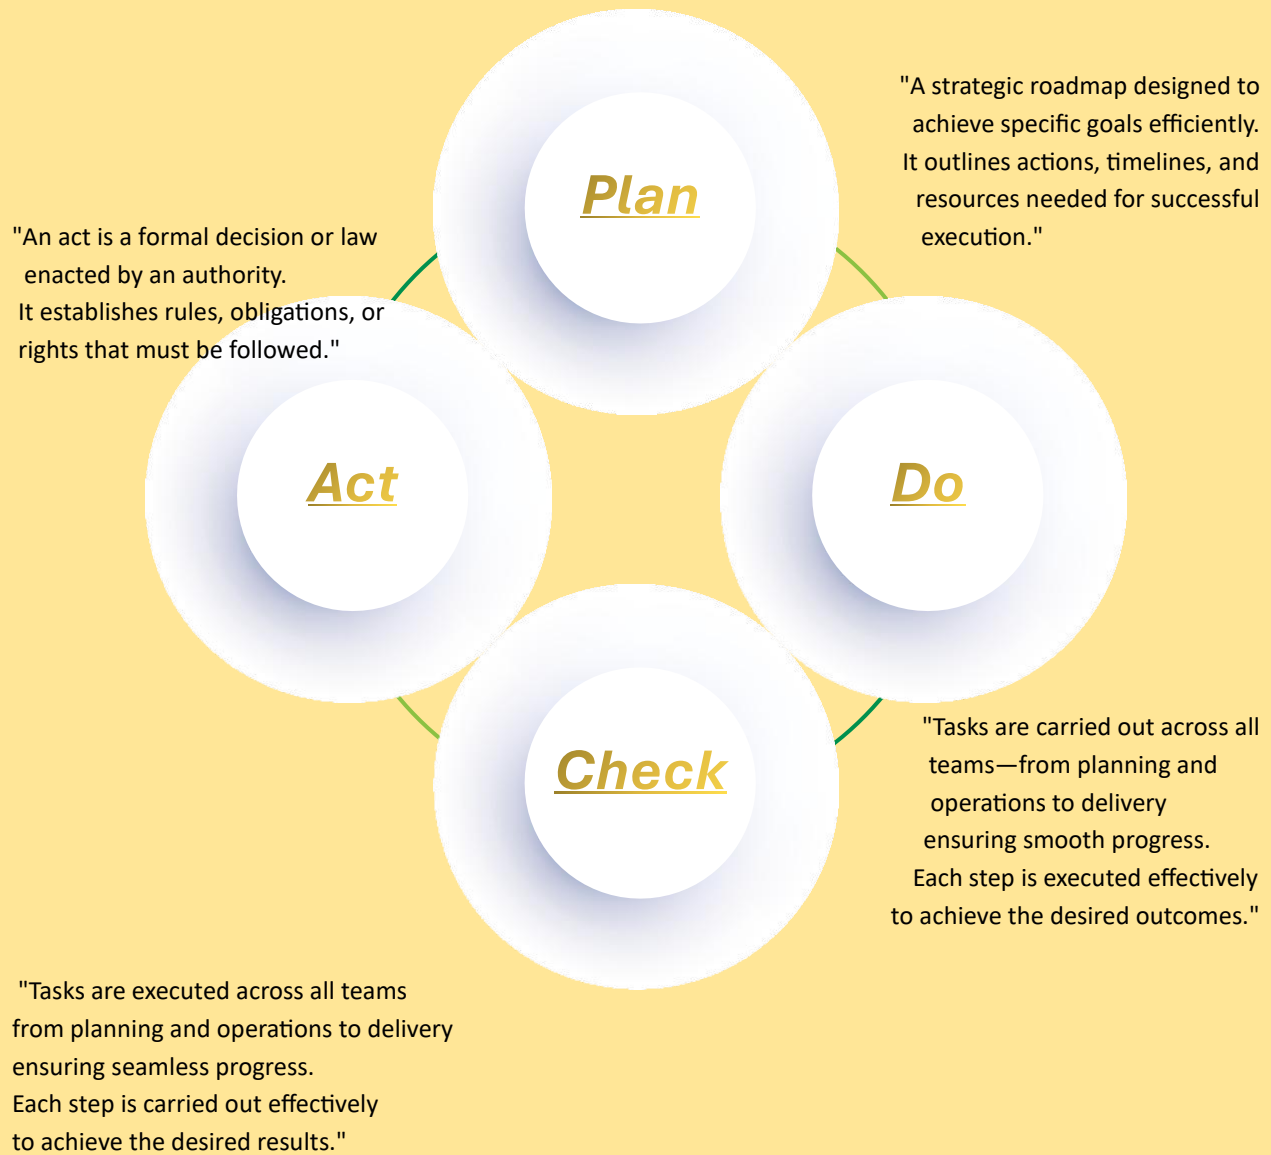 Plan
"A strategic roadmap designed to
achieve specific goals efficiently.
It outlines actions, timelines, and
resources needed for successful
execution."
"An act is a formal decision or law
enacted by an authority.
It establishes rules, obligations, or
rights that must be followed."
Act
Do
Check
"Tasks are carried out across all
teams—from planning and
operations to delivery
ensuring smooth progress.
Each step is executed effectively
to achieve the desired outcomes."
"Tasks are executed across all teams
from planning and operations to delivery
ensuring seamless progress.
Each step is carried out effectively
to achieve the desired results."